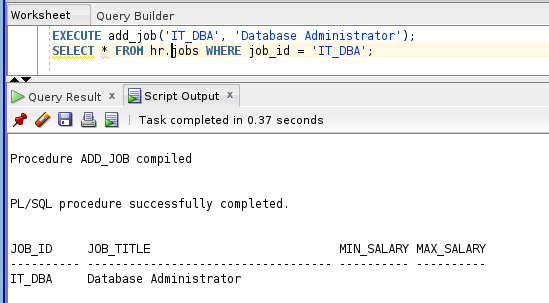 Worksheet Query Builder
EXECUTE add_job('IT_DBA', 'Database Administrator');
SELECT * FROM hr.jobs WHERE job_id = 'IT_DBA';
Query Result x Script Output x
Task completed in 0.37 seconds
Procedure ADD_JOB compiled
PL/SQL procedure successfully completed.
JOB_ID JOB_TITLE MIN_SALARY MAX_SALARY
---------- ----------------------------------- ---------- ----------
IT_DBA Database Administrator